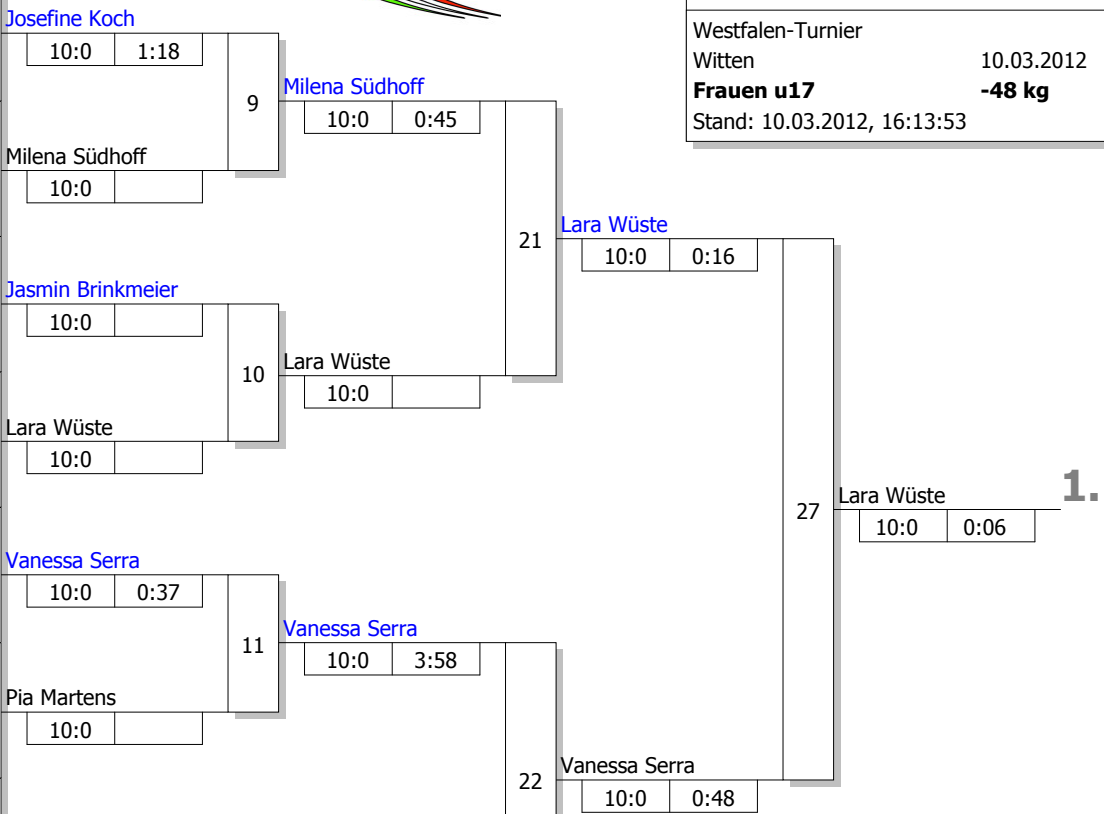 Josefine Koch
10:0 1:18
9
Milena Südhoff
10:0
Milena Südhoff
10:0 0:45
Jasmin Brinkmeier
10:0
10
Lara Wüste
10:0
Lara Wüste
10:0
21
Lara Wüste
10:0 0:16
Vanessa Serra
10:0 0:37
11
Pia Martens
10:0
Vanessa Serra
10:0 3:58
22
Vanessa Serra
10:0 0:48
27
Lara Wüste
10:0 0:06
1.
Westfalen-Turnier
Witten 10.03.2012
Frauen u17 -48 kg
Stand: 10.03.2012, 16:13:53